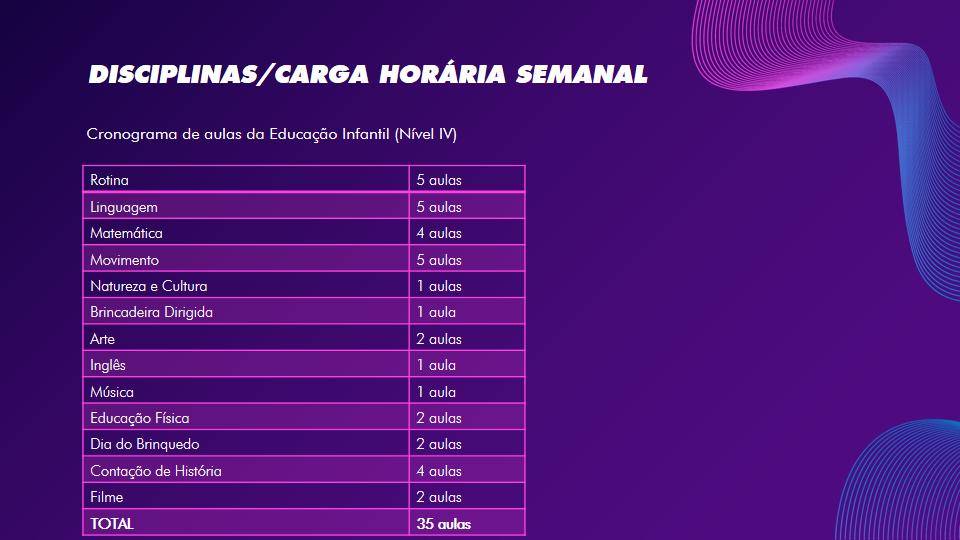 DISCIPLINAS/CARGA HORÁRIA SEMANAL
Cronograma de aulas da Educação Infantil (Nível IV)
Rotina 5 aulas
Linguagem 5 aulas
Matemática 4 aulas
Movimento 5 aulas
Natureza e Cultura 1 aulas
Brincadeira Dirigida 1 aula
Arte 2 aulas
Inglês 1 aula
Música 1 aula
Educação Física 2 aulas
Dia do Brinquedo 2 aulas
Contação de História 4 aulas
Filme 2 aulas
TOTAL 35 aulas